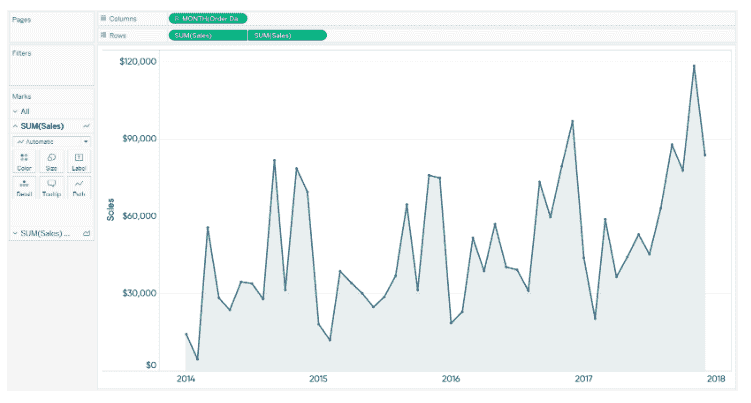 Pages
Columns
MONTH(Order Da
Rows
SUM(Sales)
SUM(Sales)
Filters
Marks
All
SUM(Sales)
Automatic
Color
Size
Label
Detail
Tooltip
Path
SUM(Sales) ...
Sales
$120,000
$90,000
$60,000
$30,000
$0
2014
2015
2016
2017
2018